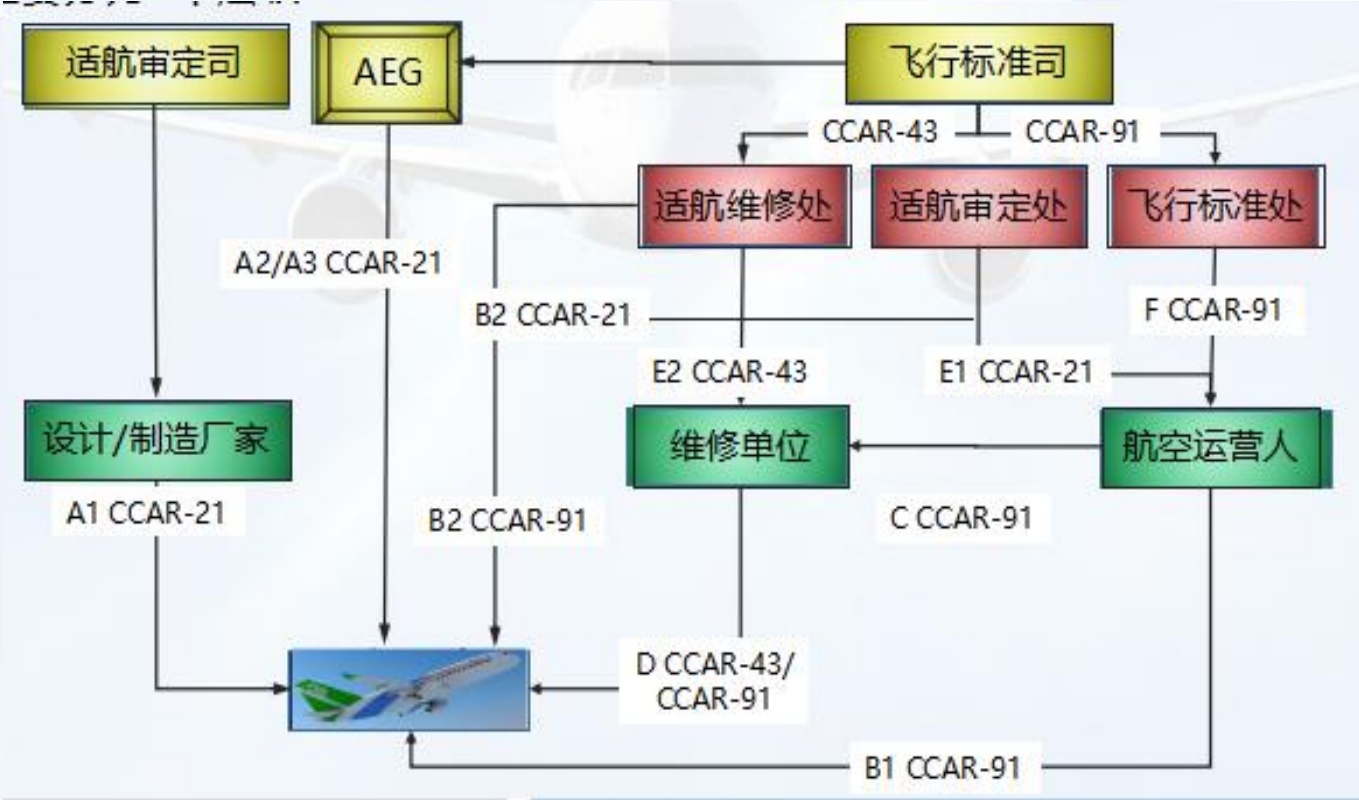 适航审定司
AEG
飞行标准司
CCAR-43
CCAR-91
适航维修处
适航审定处
飞行标准处
A2/A3 CCAR-21
B2 CCAR-21
F CCAR-91
E2 CCAR-43
E1 CCAR-21
设计/制造厂家
维修单位
航空运营人
A1 CCAR-21
B2 CCAR-91
C CCAR-91
D CCAR-43/
CCAR-91
B1 CCAR-91